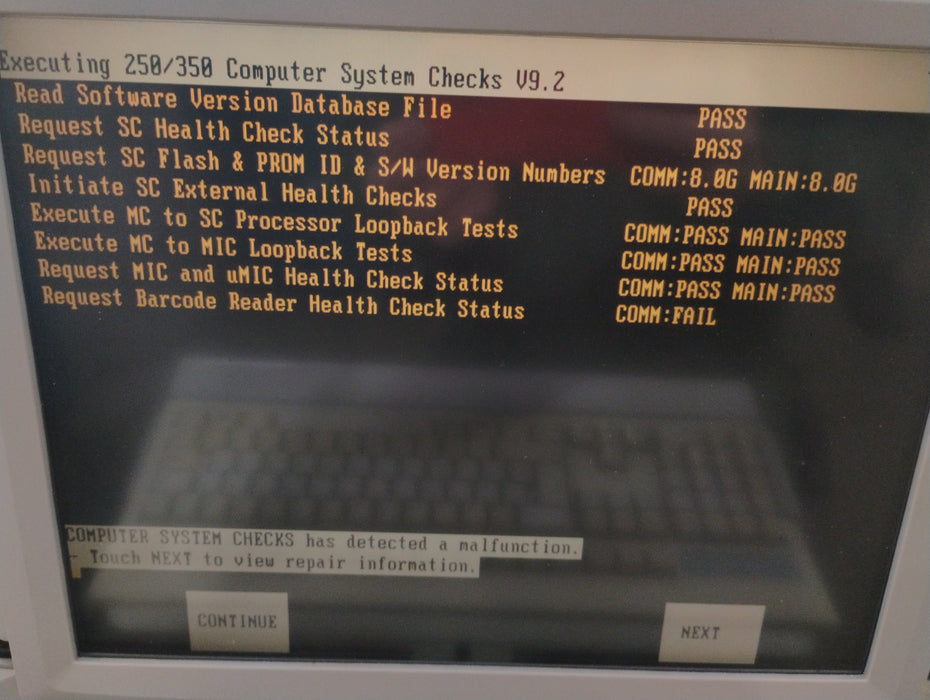 Executing 250/350 Computer System Checks V9.2
Read Software Version Database File PASS
Request SC Health Check Status PASS
Request SC Flash & PROM ID & S/W Version Numbers COMM:8.0G MAIN:8.0G
Initiate SC External Health Checks PASS
Execute MC to SC Processor Loopback Tests COMM:PASS MAIN:PASS
Execute MC to MIC Loopback Tests COMM:PASS MAIN:PASS
Request MIC and uMIC Health Check Status COMM:PASS MAIN:PASS
Request Barcode Reader Health Check Status COMM:FAIL
COMPUTER SYSTEM CHECKS has detected a malfunction.
- Touch NEXT to view repair information.
CONTINUE NEXT